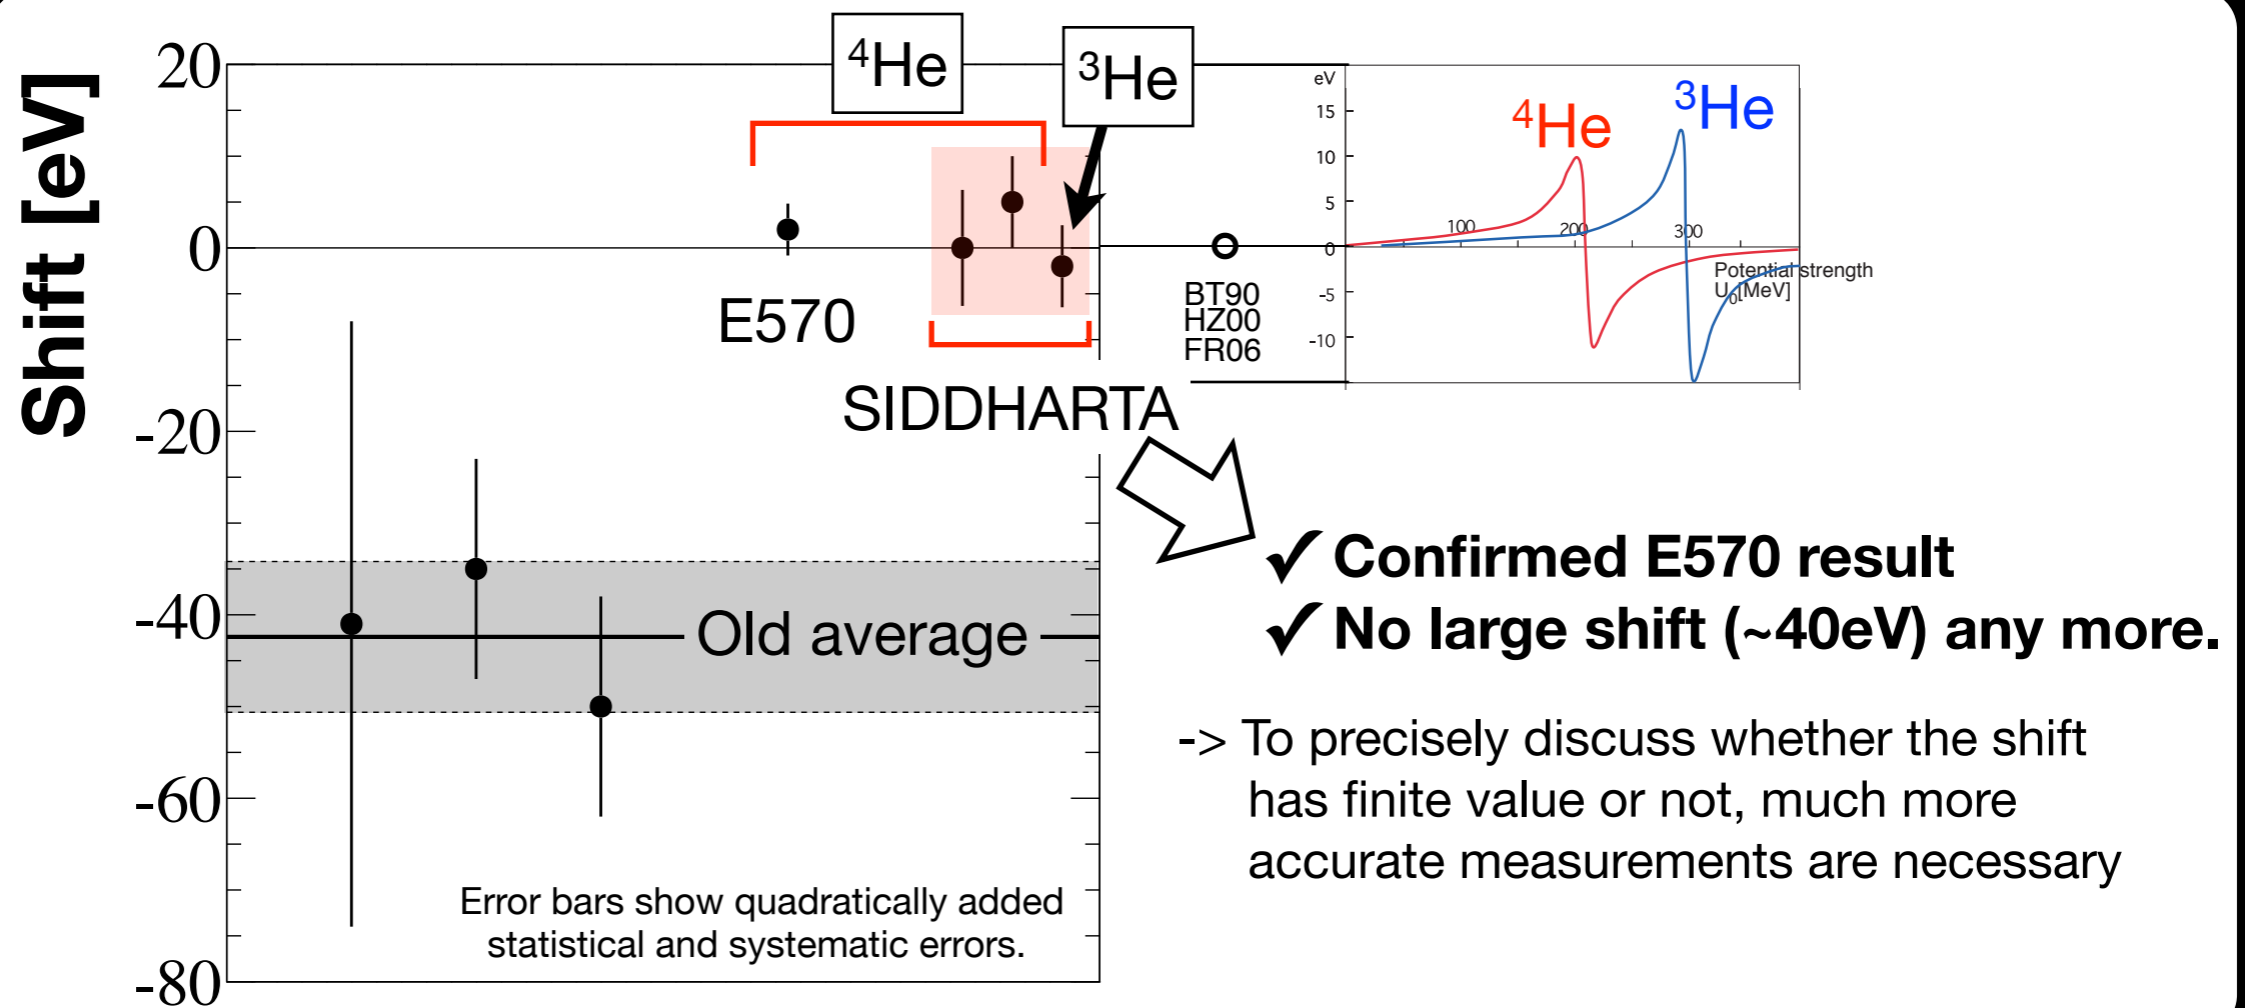 Shift [eV]
20
0
-20
-40
-60
-80
⁴He
³He
E570
SIDDHARTA
Old average
Error bars show quadratically added
statistical and systematic errors.
BT90
HZ00
FR06
eV
15
10
5
0
-5
-10
100
200
300
⁴He
³He
Potential strength
U₀[MeV]
✓ Confirmed E570 result
✓ No large shift (~40eV) any more.
-> To precisely discuss whether the shift
has finite value or not, much more
accurate measurements are necessary